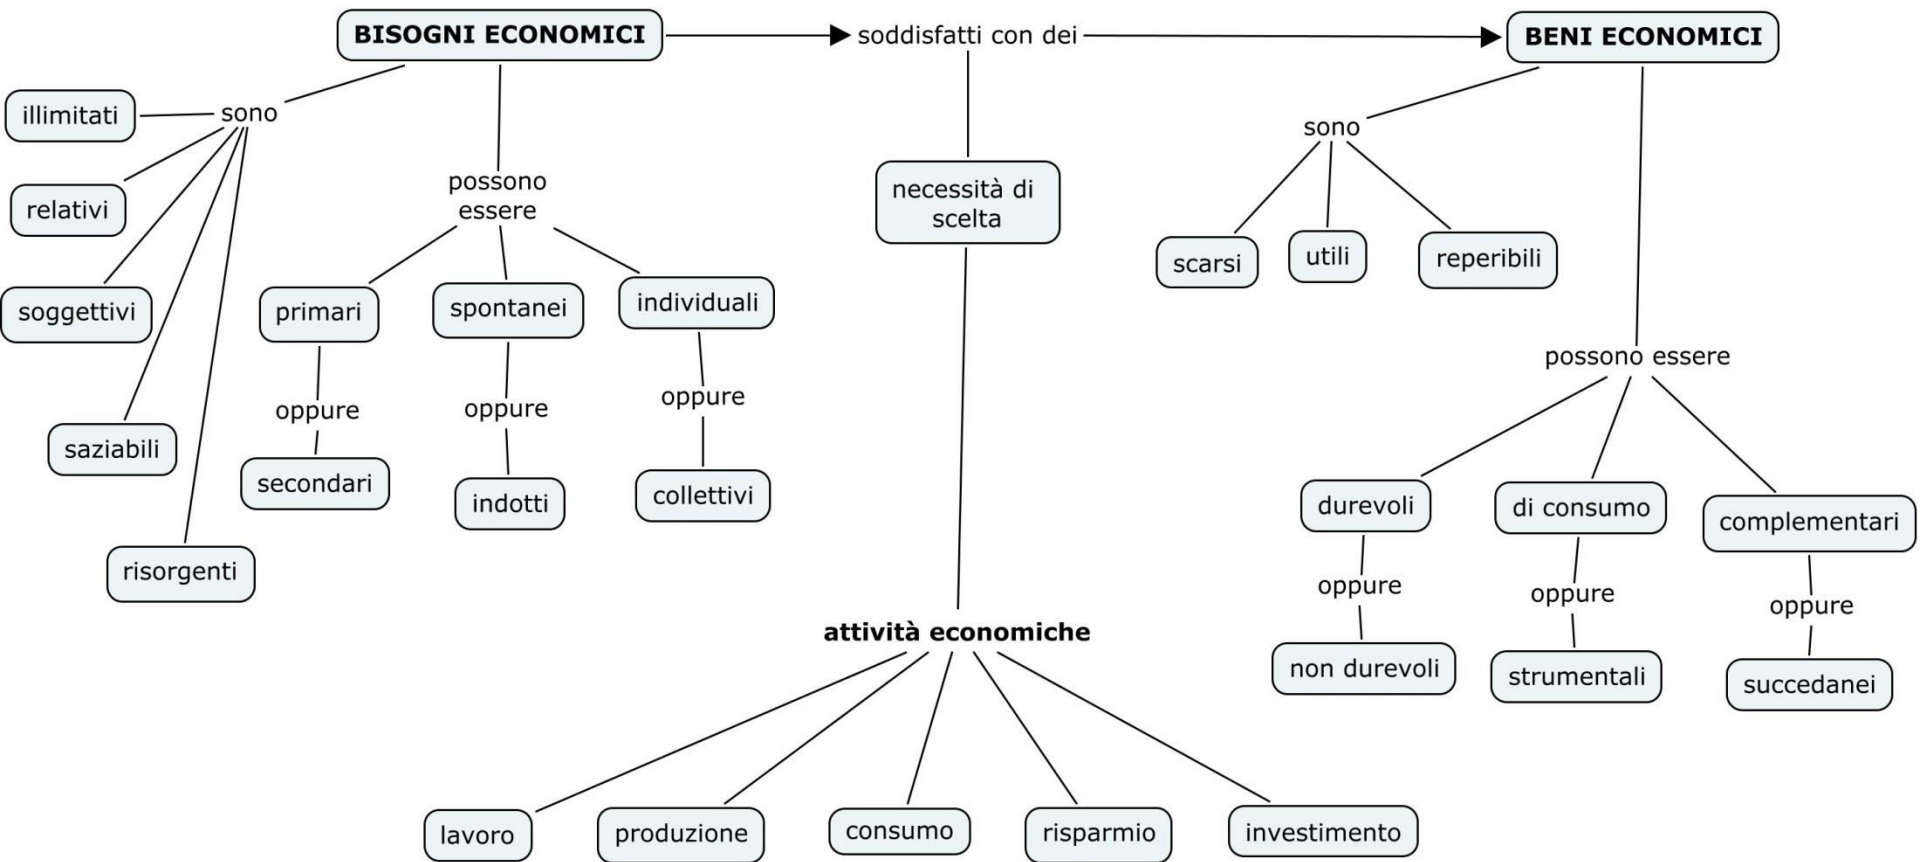 BISOGNI ECONOMICI
soddisfatti con dei
BENI ECONOMICI
illimitati
sono
relativi
soggettivi
saziabili
risorgenti
possono
essere
primari
oppure
secondari
spontanei
oppure
indotti
individuali
oppure
collettivi
necessità di
scelta
attività economiche
lavoro
produzione
consumo
risparmio
investimento
sono
scarsi
utili
reperibili
possono essere
durevoli
oppure
non durevoli
di consumo
oppure
strumentali
complementari
oppure
succedanei